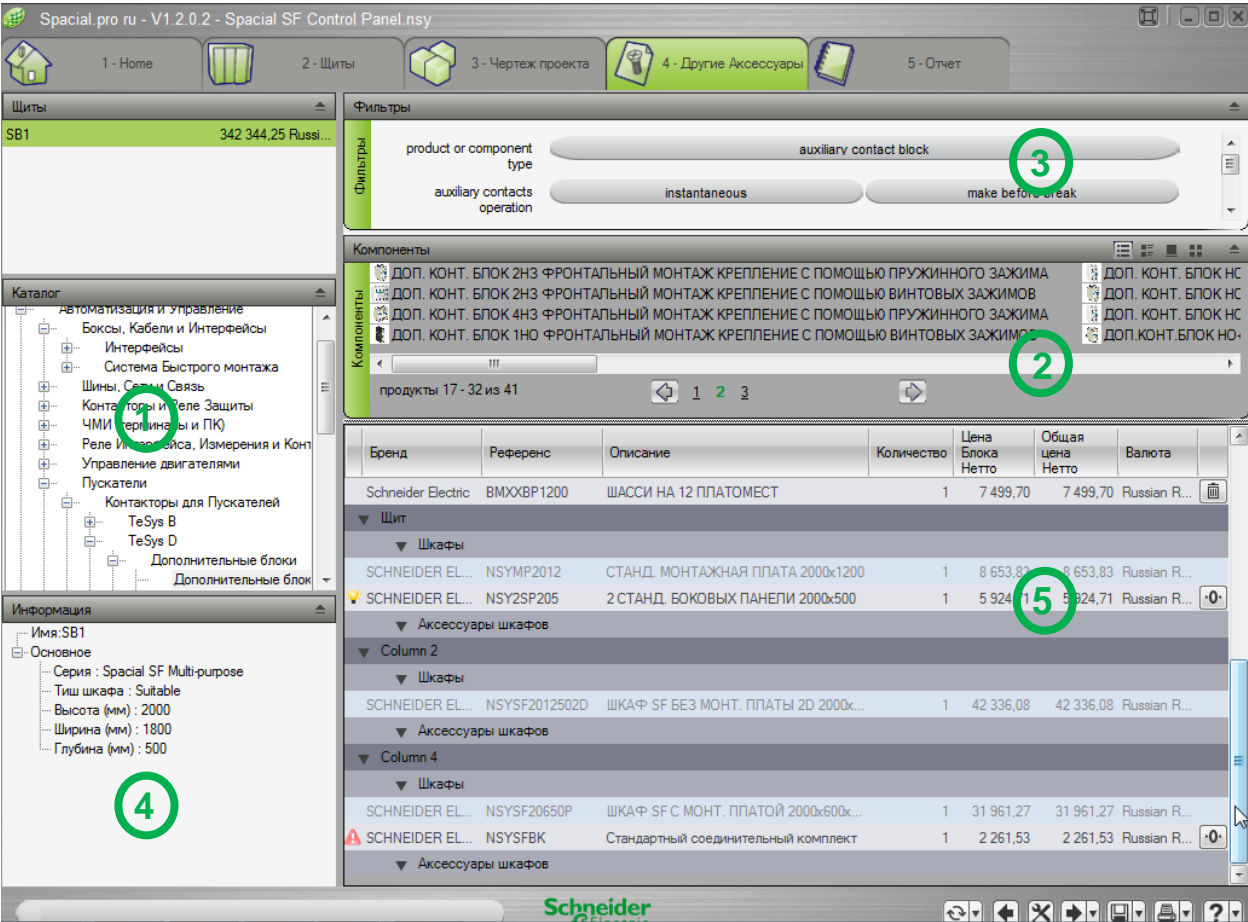 Spacial.pro ru - V1.2.0.2 - Spacial SF Control Panel.nsy
1 - Home
2 - Щиты
3 - Чертеж проекта
4 - Другие Аксессуары
5 - Отчет
Щиты
SB1 342 344,25 Russi...
Каталог
Автоматизация и Управление
Боксы, Кабели и Интерфейсы
Интерфейсы
Система Быстрого монтажа
Шины, Сети и Связь
Контакторы и Реле Защиты
ЧМИ (терминалы и ПК)
Реле Интерфейса, Измерения и Конт
Управление двигателями
Пускатели
Контакторы для Пускателей
TeSys B
TeSys D
Дополнительные блоки
Дополнительные блок
1
Информация
Имя:SB1
Основное
Серия : Spacial SF Multi-purpose
Тиш шкафа : Suitable
Высота (мм) : 2000
Ширина (мм) : 1800
Глубина (мм) : 500
4
Фильтры
Фильтры
product or component type
auxiliary contact block
auxiliary contacts operation
instantaneous
make before break
3
Компоненты
Компоненты
ДОП. КОНТ. БЛОК 2НЗ ФРОНТАЛЬНЫЙ МОНТАЖ КРЕПЛЕНИЕ С ПОМОЩЬЮ ПРУЖИННОГО ЗАЖИМА ДОП. КОНТ. БЛОК НО
ДОП. КОНТ. БЛОК 2НЗ ФРОНТАЛЬНЫЙ МОНТАЖ КРЕПЛЕНИЕ С ПОМОЩЬЮ ВИНТОВЫХ ЗАЖИМОВ ДОП. КОНТ. БЛОК НО
ДОП. КОНТ. БЛОК 4НЗ ФРОНТАЛЬНЫЙ МОНТАЖ КРЕПЛЕНИЕ С ПОМОЩЬЮ ПРУЖИННОГО ЗАЖИМА ДОП. КОНТ. БЛОК НО
ДОП. КОНТ. БЛОК 1НО ФРОНТАЛЬНЫЙ МОНТАЖ КРЕПЛЕНИЕ С ПОМОЩЬЮ ВИНТОВЫХ ЗАЖИМОВ ДОП.КОНТ.БЛОК НО+
2
продукты 17 - 32 из 41
1 2 3
Бренд Референс Описание Количество Цена Блока Нетто Общая цена Нетто Валюта
Schneider Electric BMXXBP1200 ШАССИ НА 12 ПЛАТОМЕСТ 1 7 499,70 7 499,70 Russian R...
Щит
Шкафы
SCHNEIDER EL... NSYMP2012 СТАНД. МОНТАЖНАЯ ПЛАТА 2000x1200 1 8 653,83 8 653,83 Russian R...
SCHNEIDER EL... NSY2SP205 2 СТАНД. БОКОВЫХ ПАНЕЛИ 2000x500 1 5 924,71 5 924,71 Russian R... ·0·
5
Аксессуары шкафов
Column 2
Шкафы
SCHNEIDER EL... NSYSF2012502D ШКАФ SF БЕЗ МОНТ. ПЛАТЫ 2D 2000x... 1 42 336,08 42 336,08 Russian R...
Аксессуары шкафов
Column 4
Шкафы
SCHNEIDER EL... NSYSF20650P ШКАФ SF С МОНТ. ПЛАТОЙ 2000x600x... 1 31 961,27 31 961,27 Russian R...
SCHNEIDER EL... NSYSFBK Стандартный соединительный комплект 1 2 261,53 2 261,53 Russian R... ·0·
Аксессуары шкафов
Schneider
Electric
?